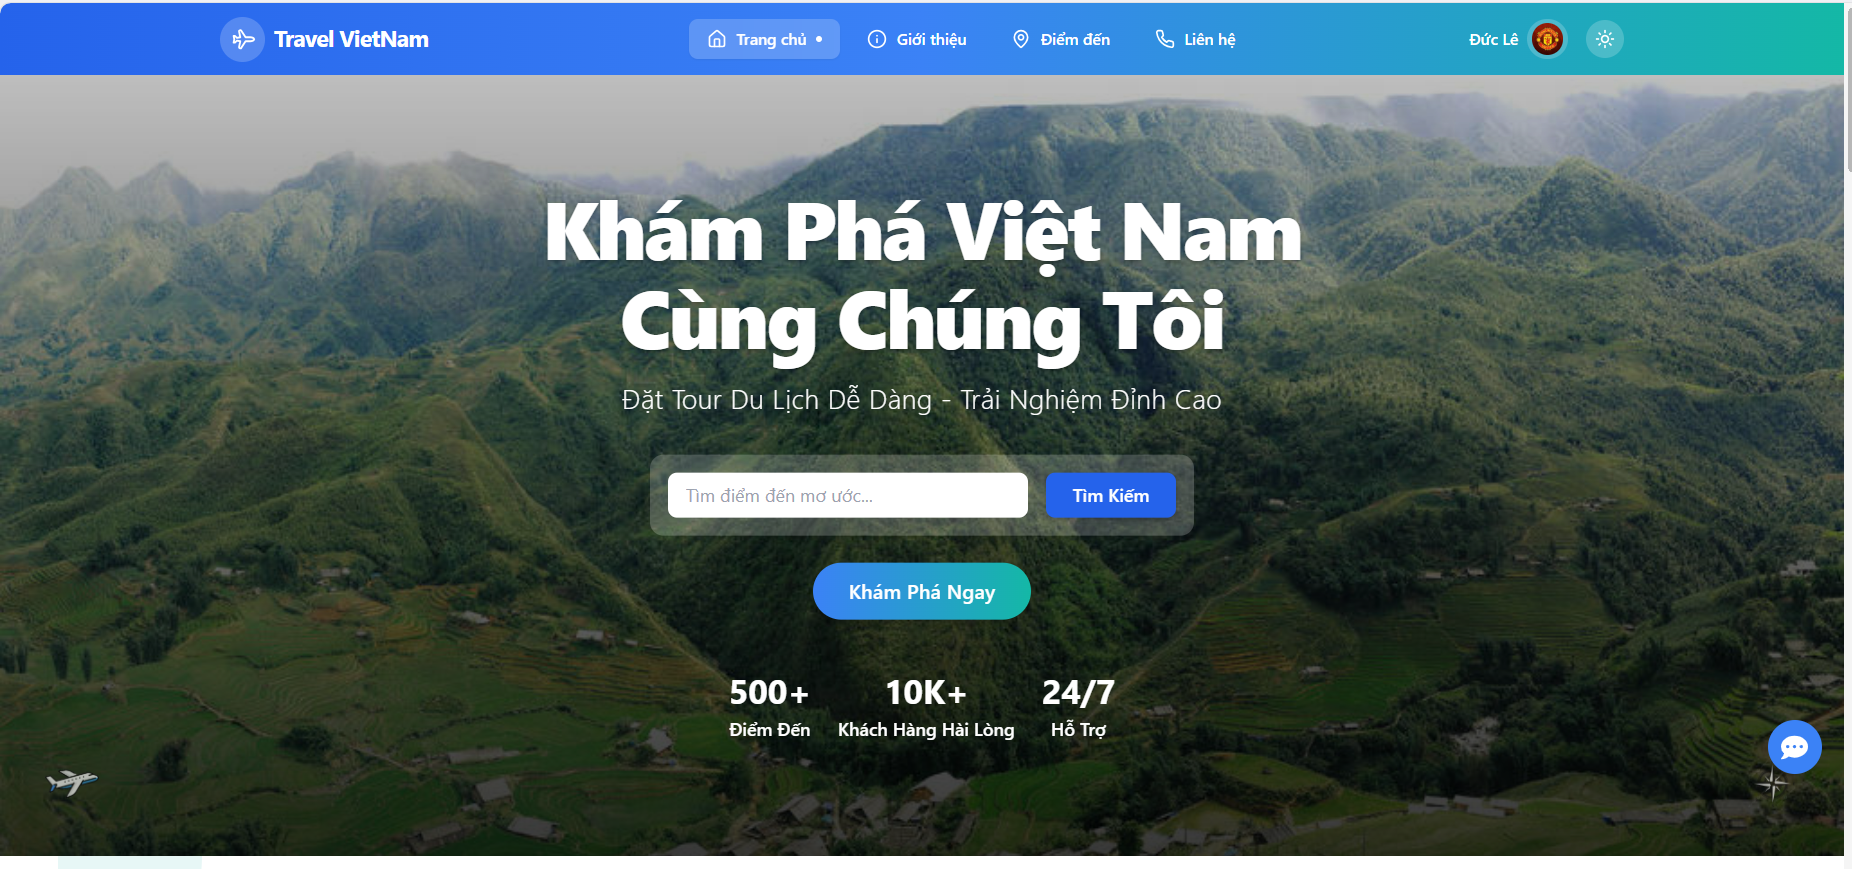 Travel VietNam
Trang chủ
Giới thiệu
Điểm đến
Liên hệ
Đức Lê
Khám Phá Việt Nam
Cùng Chúng Tôi
Đặt Tour Du Lịch Dễ Dàng - Trải Nghiệm Đỉnh Cao
Tìm điểm đến mơ ước...
Tìm Kiếm
Khám Phá Ngay
500+
Điểm Đến
10K+
Khách Hàng Hài Lòng
24/7
Hỗ Trợ